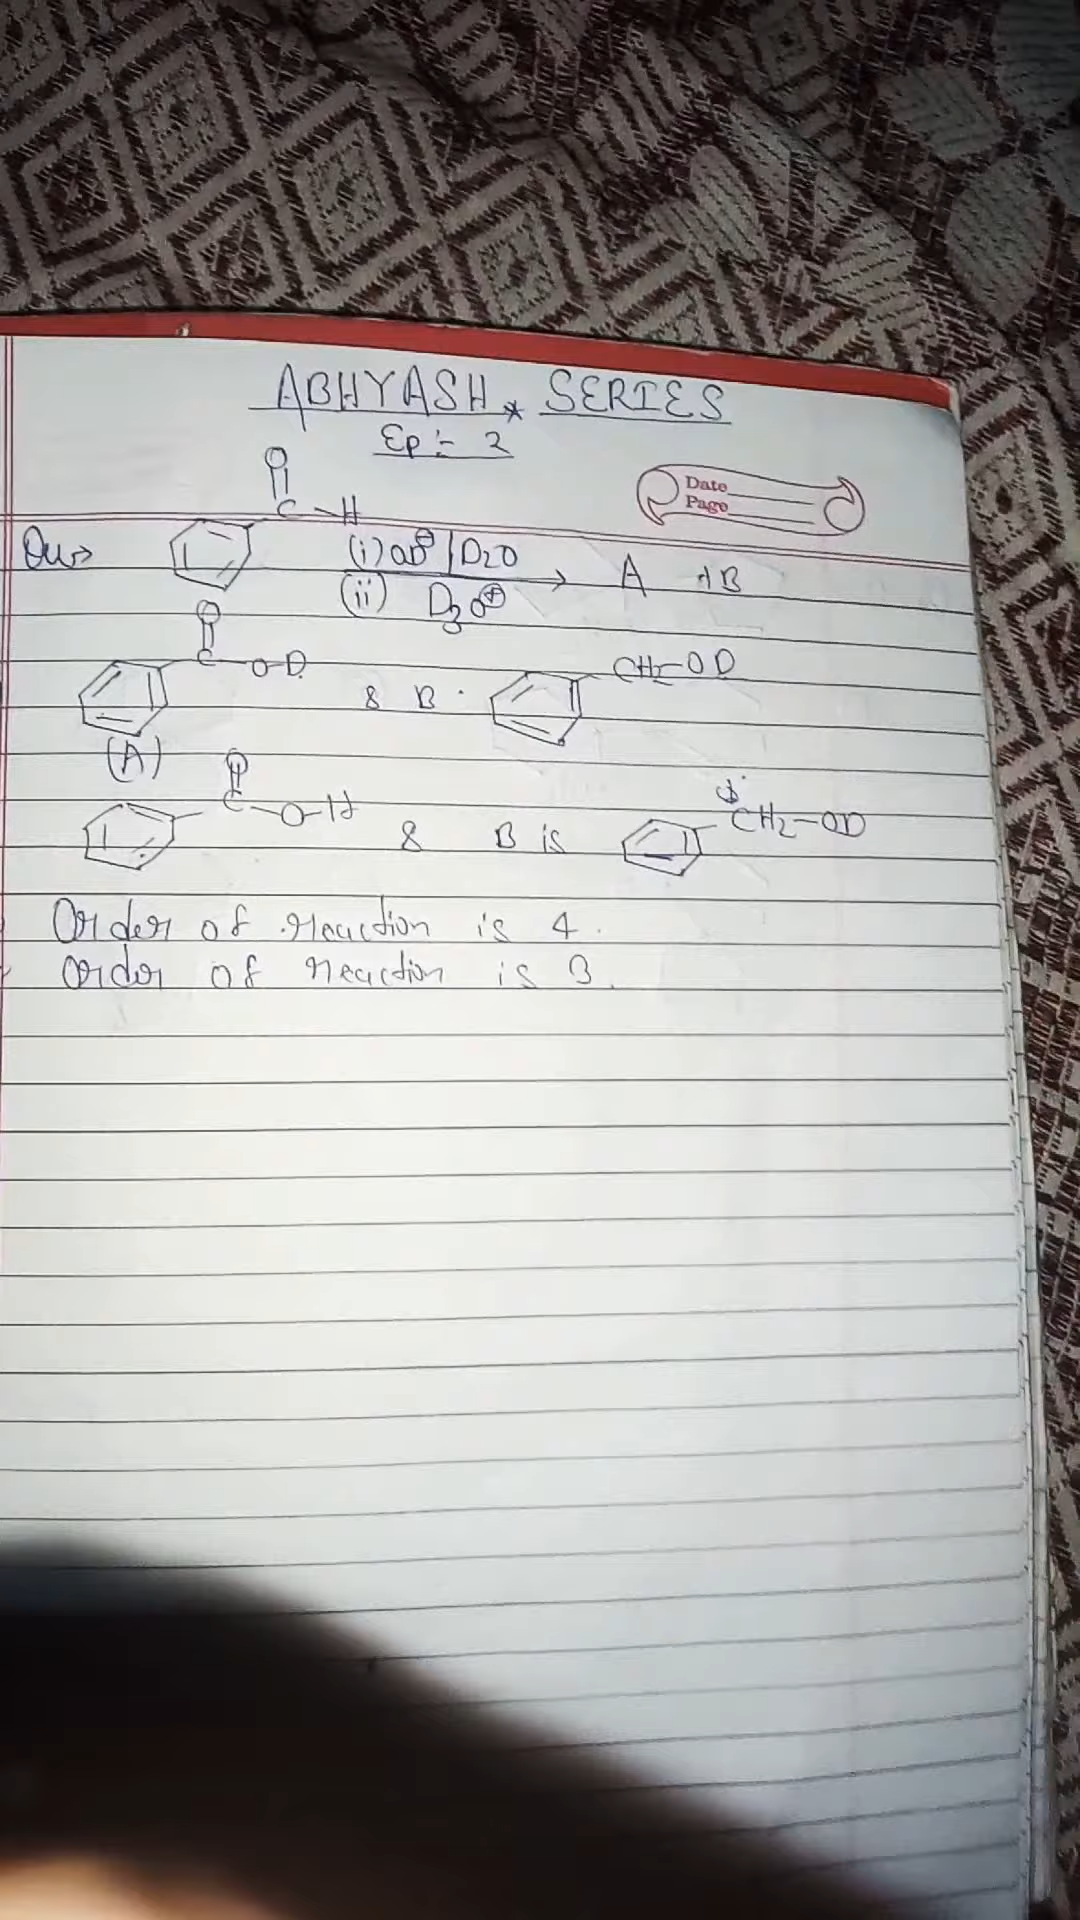 ABHYASH * SERIES
Ep:- 2
Date
Page
O
C-H
Qu→ (i) OD⊖ | D2O → A + B
(ii) D3O⊕
O
C-O-D & B. CH2-OD
(A)
O
C-O-H & B is CH2-OD
Order of reaction is 4.
order of reaction is 3.